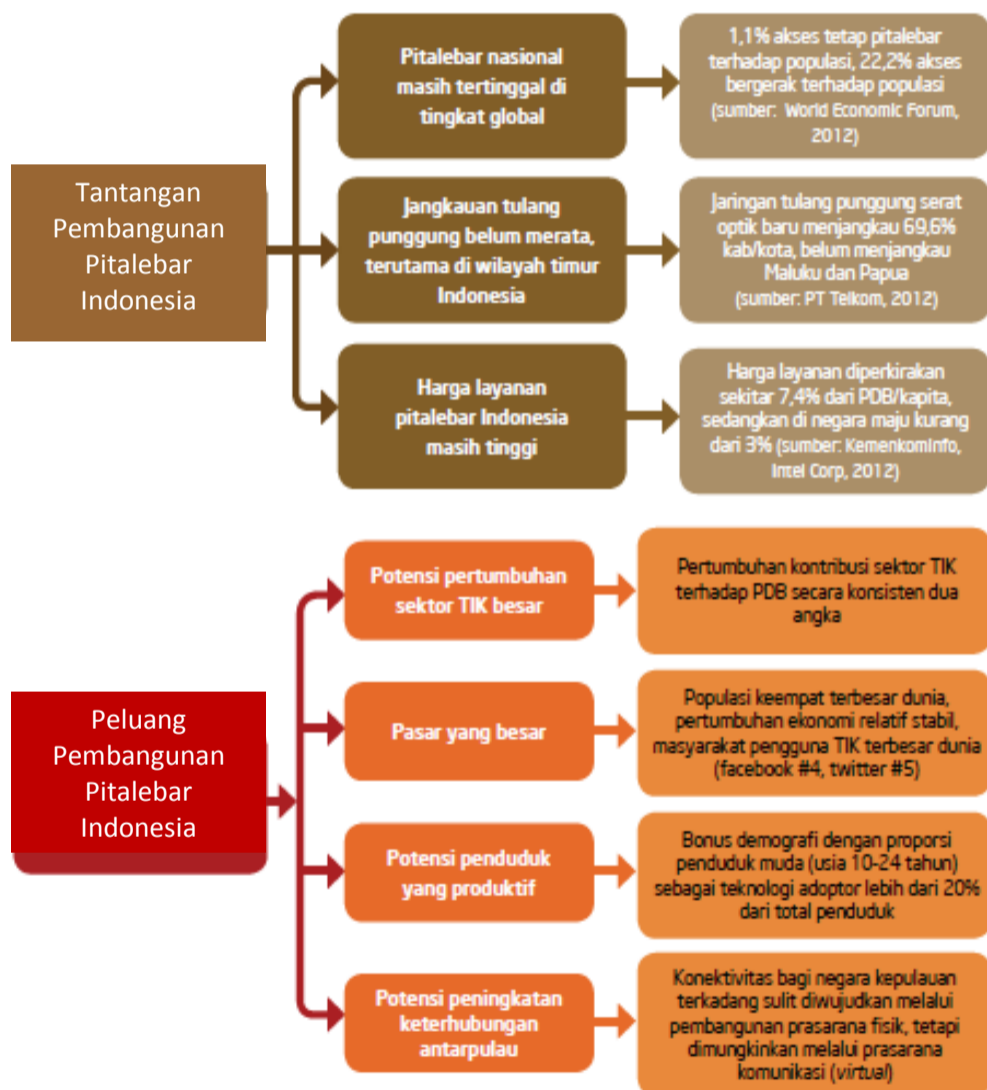 Tantangan
Pembangunan
Pitalebar
Indonesia
Pitalebar nasional
masih tertinggal di
tingkat global
1,1% akses tetap pitalebar
terhadap populasi, 22,2% akses
bergerak terhadap populasi
(sumber: World Economic Forum,
2012)
Jangkauan tulang
punggung belum merata,
terutama di wilayah timur
Indonesia
Jaringan tulang punggung serat
optik baru menjangkau 69,6%
kab/kota, belum menjangkau
Maluku dan Papua
(sumber: PT Telkom, 2012)
Harga layanan
pitalebar Indonesia
masih tinggi
Harga layanan diperkirakan
sekitar 7,4% dari PDB/kapita,
sedangkan di negara maju kurang
dari 3% (sumber: KemenkomInfo,
Intel Corp, 2012)
Peluang
Pembangunan
Pitalebar
Indonesia
Potensi pertumbuhan
sektor TIK besar
Pertumbuhan kontribusi sektor TIK
terhadap PDB secara konsisten dua
angka
Pasar yang besar
Populasi keempat terbesar dunia,
pertumbuhan ekonomi relatif stabil,
masyarakat pengguna TIK terbesar dunia
(facebook #4, twitter #5)
Potensi penduduk
yang produktif
Bonus demografi dengan proporsi
penduduk muda (usia 10-24 tahun)
sebagai teknologi adoptor lebih dari 20%
dari total penduduk
Potensi peningkatan
keterhubungan
antarpulau
Konektivitas bagi negara kepulauan
terkadang sulit diwujudkan melalui
pembangunan prasarana fisik, tetapi
dimungkinkan melalui prasarana
komunikasi (virtual)